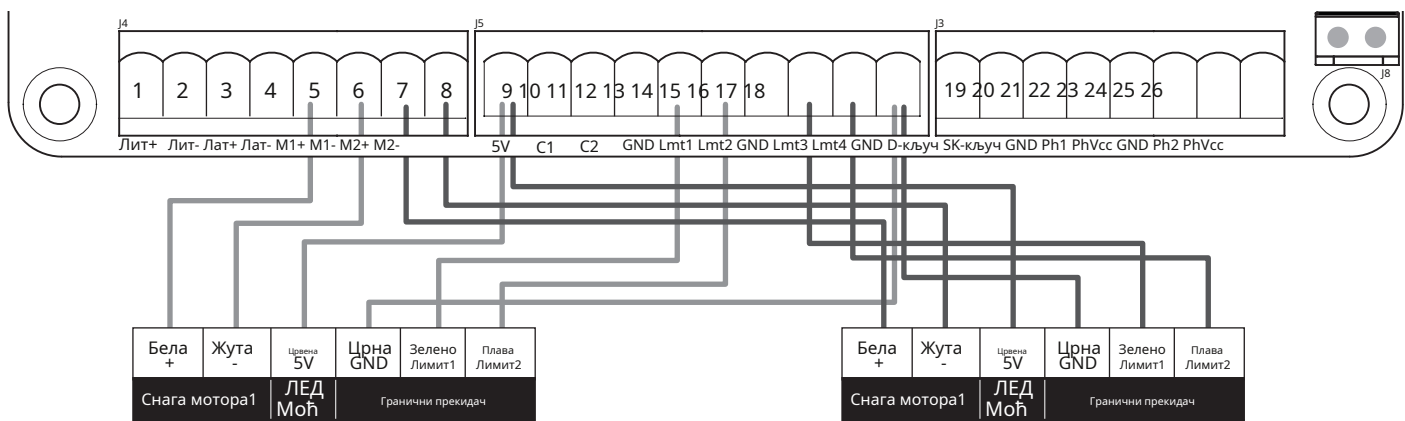 J4 J5 J3
J8
1 2 3 4 5 6 7 8 9 10 11 12 13 14 15 16 17 18 19 20 21 22 23 24 25 26
Лит+ Лит- Лат+ Лат- М1+ М1- М2+ М2- 5V C1 C2 GND Lmt1 Lmt2 GND Lmt3 Lmt4 GND D-кључ SK-кључ GND Ph1 PhVcc GND Ph2 PhVcc
Бела Жута Црвена Црна Зелено Плава
+ - 5V GND Лимит1 Лимит2
Снага мотора1 ЛЕД Моћ Гранични прекидач
Бела Жута Црвена Црна Зелено Плава
+ - 5V GND Лимит1 Лимит2
Снага мотора1 ЛЕД Моћ Гранични прекидач